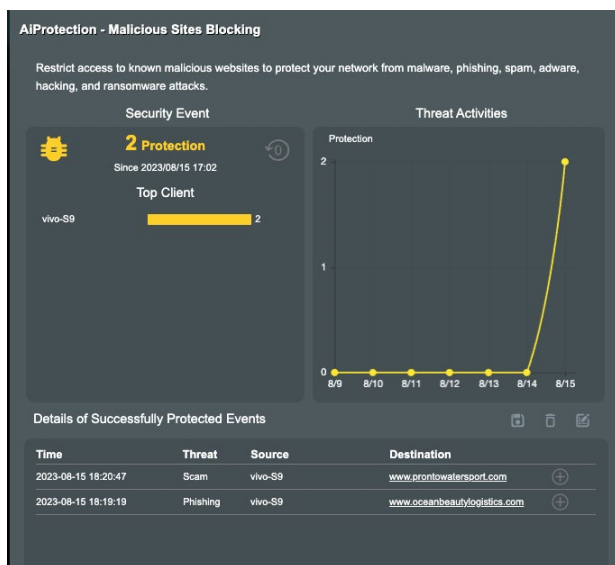 AiProtection - Malicious Sites Blocking
Restrict access to known malicious websites to protect your network from malware, phishing, spam, adware,
hacking, and ransomware attacks.
Security Event
2 Protection
0
Since 2023/08/15 17:02
Top Client
vivo-S9 2
Threat Activities
Protection
2
1
0
8/9 8/10 8/11 8/12 8/13 8/14 8/15
Details of Successfully Protected Events
Time Threat Source Destination
2023-08-15 18:20:47 Scam vivo-S9 www.prontowatersport.com
2023-08-15 18:19:19 Phishing vivo-S9 www.oceanbeautylogistics.com